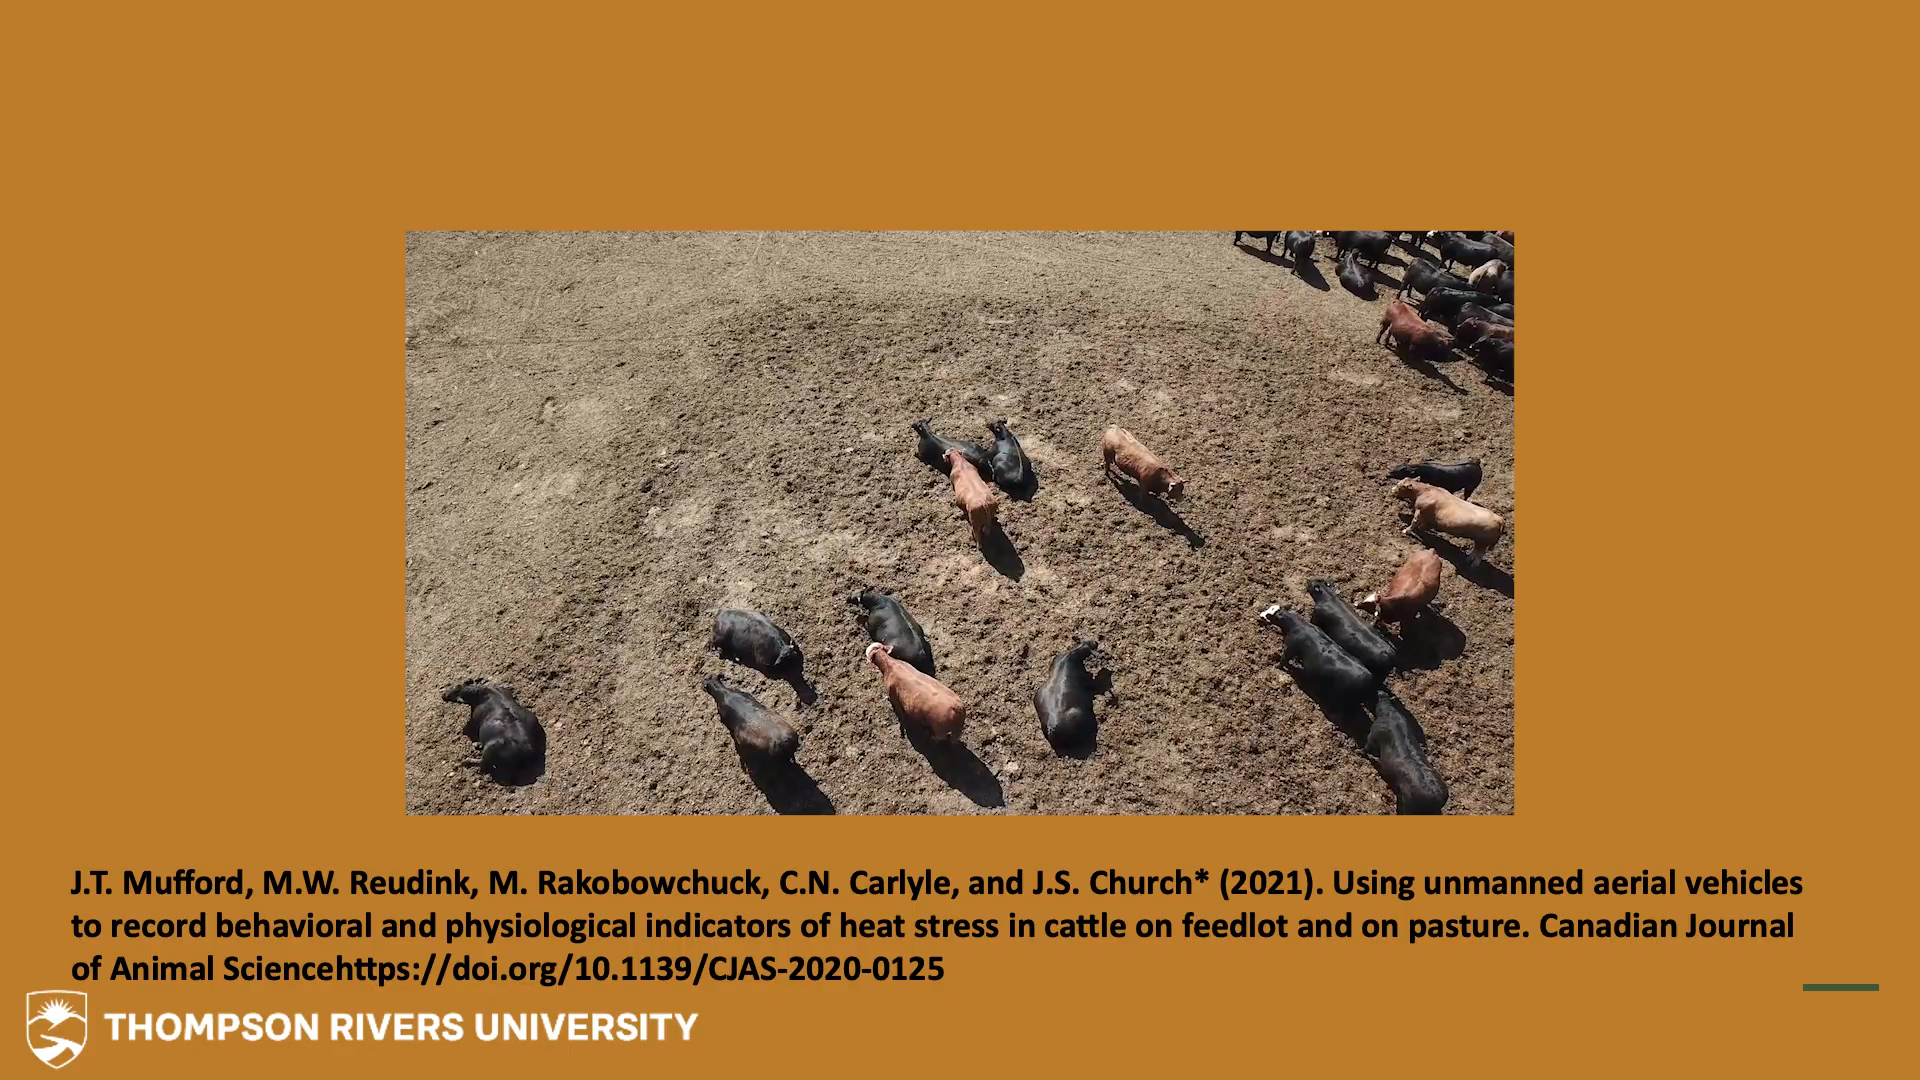 J.T. Mufford, M.W. Reudink, M. Rakobowchuck, C.N. Carlyle, and J.S. Church* (2021). Using unmanned aerial vehicles
to record behavioral and physiological indicators of heat stress in cattle on feedlot and on pasture. Canadian Journal
of Animal Sciencehttps://doi.org/10.1139/CJAS-2020-0125
THOMPSON RIVERS UNIVERSITY